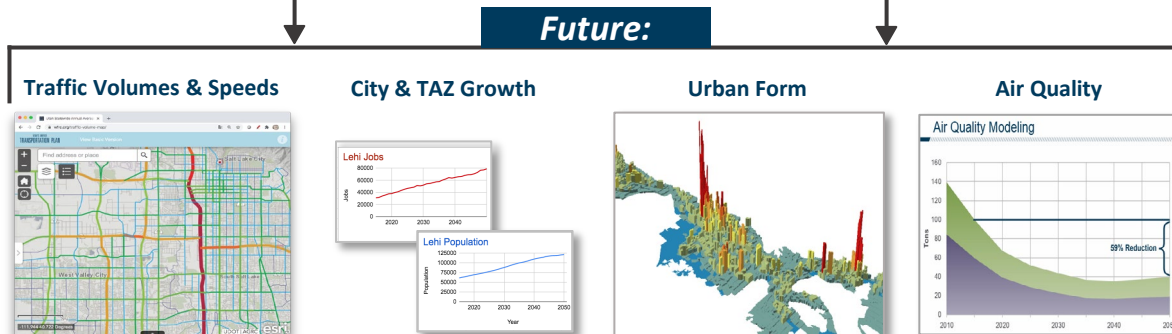 Future:
Traffic Volumes & Speeds
City & TAZ Growth
Urban Form
Air Quality
TRANSPORTATION PLAN
Find address or place
Salt Lake City
West Valley City
esri
Lehi Jobs
80000
60000
40000
20000
0
Jobs
2020 2030 2040
Lehi Population
125000
100000
75000
50000
25000
0
Population
2020 2030 2040 2050
Year
Air Quality Modeling
160
140
120
100
80
60
40
20
0
Tons
59% Reduction
2010 2020 2030 2040